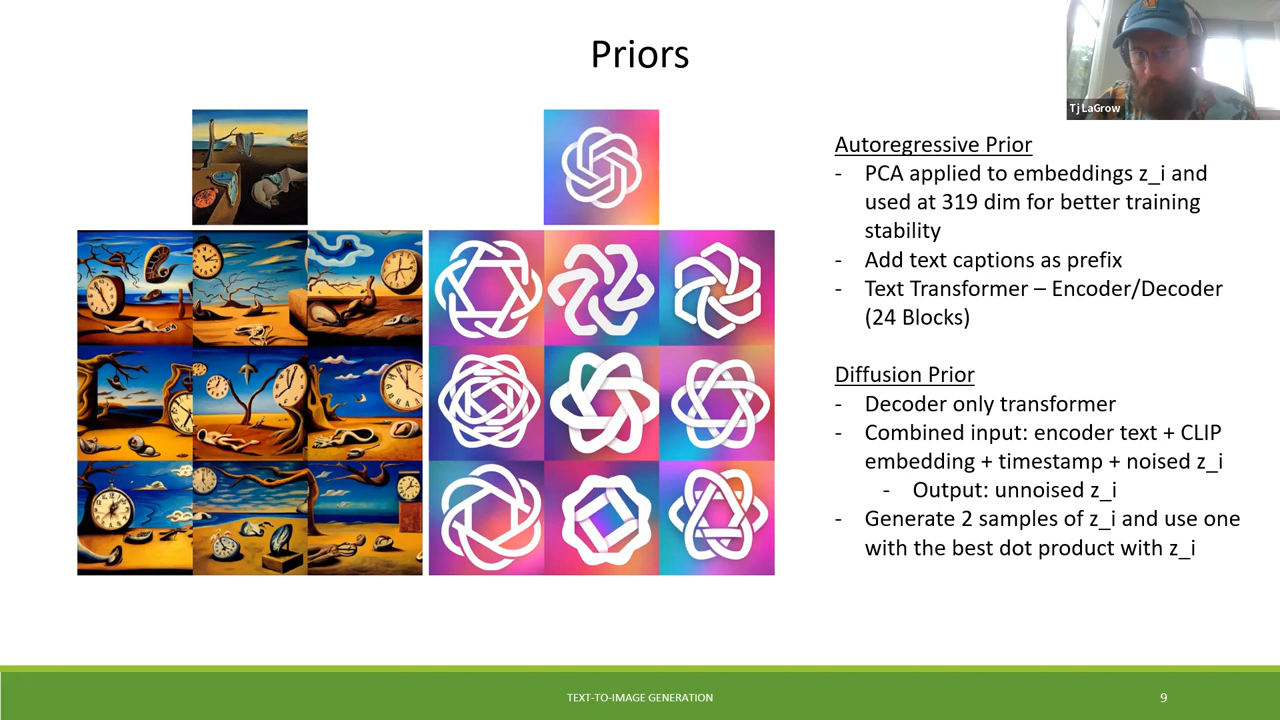 Priors
Tj LaGrow
Autoregressive Prior
- PCA applied to embeddings z_i and
used at 319 dim for better training
stability
- Add text captions as prefix
- Text Transformer – Encoder/Decoder
(24 Blocks)
Diffusion Prior
- Decoder only transformer
- Combined input: encoder text + CLIP
embedding + timestamp + noised z_i
- Output: unnoised z_i
- Generate 2 samples of z_i and use one
with the best dot product with z_i
TEXT-TO-IMAGE GENERATION
9